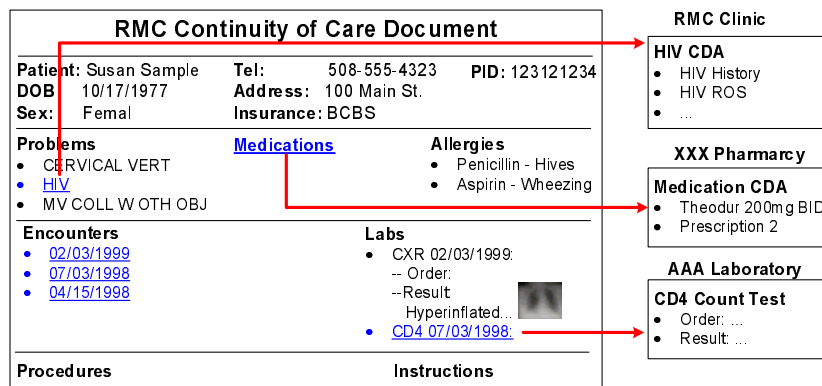 RMC Continuity of Care Document
Patient: Susan Sample Tel: 508-555-4323 PID: 123121234
DOB 10/17/1977 Address: 100 Main St.
Sex: Femal Insurance: BCBS
Problems Medications Allergies
• CERVICAL VERT • Penicillin - Hives
• HIV • Aspirin - Wheezing
• MV COLL W OTH OBJ
Encounters Labs
• 02/03/1999 • CXR 02/03/1999:
• 07/03/1998 -- Order:
• 04/15/1998 --Result:
Hyperinflated...
• CD4 07/03/1998:
Procedures Instructions
RMC Clinic
HIV CDA
• HIV History
• HIV ROS
• ...
XXX Pharmarcy
Medication CDA
• Theodur 200mg BID
• Prescription 2
AAA Laboratory
CD4 Count Test
• Order: ...
• Result: ...